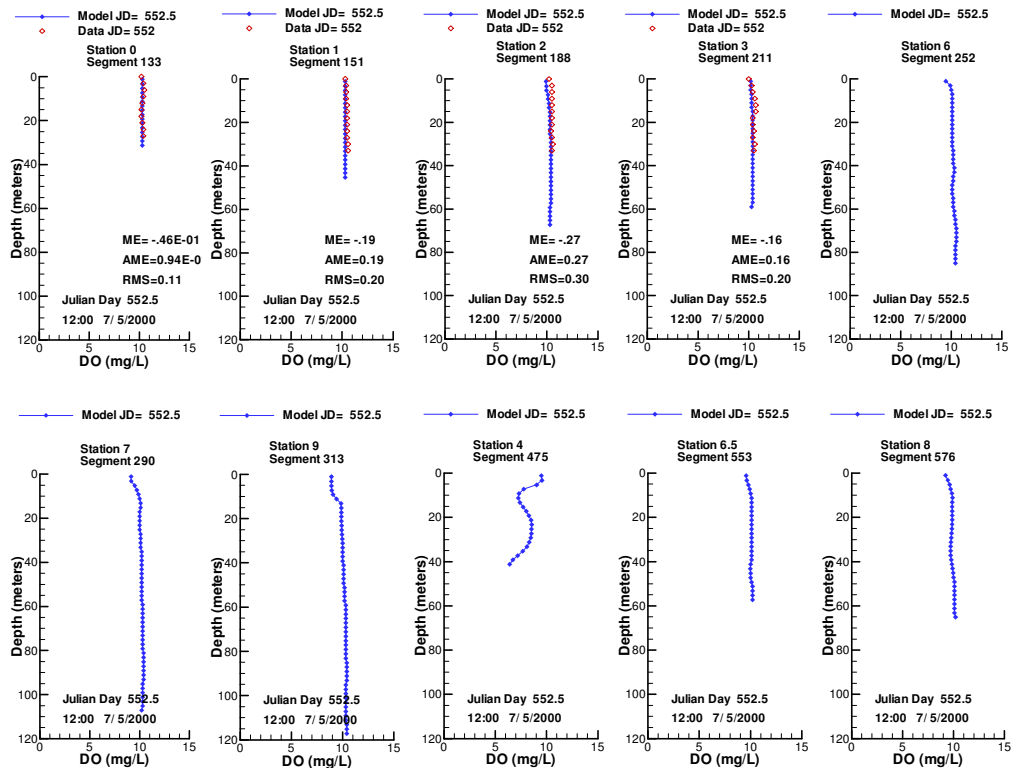 Model JD= 552.5
Data JD= 552
Station 0
Segment 133
0
20
40
60
80
100
120
Depth (meters)
ME= -.46E-01
AME=0.94E-0
RMS=0.11
Julian Day 552.5
12:00 7/ 5/2000
0 5 10 15
DO (mg/L)
Model JD= 552.5
Data JD= 552
Station 1
Segment 151
0
20
40
60
80
100
120
Depth (meters)
ME= -.19
AME=0.19
RMS=0.20
Julian Day 552.5
12:00 7/ 5/2000
0 5 10 15
DO (mg/L)
Model JD= 552.5
Data JD= 552
Station 2
Segment 188
0
20
40
60
80
100
120
Depth (meters)
ME= -.27
AME=0.27
RMS=0.30
Julian Day 552.5
12:00 7/ 5/2000
0 5 10 15
DO (mg/L)
Model JD= 552.5
Data JD= 552
Station 3
Segment 211
0
20
40
60
80
100
120
Depth (meters)
ME= -.16
AME=0.16
RMS=0.20
Julian Day 552.5
12:00 7/ 5/2000
0 5 10 15
DO (mg/L)
Model JD= 552.5
Station 6
Segment 252
0
20
40
60
80
100
120
Depth (meters)
Julian Day 552.5
12:00 7/ 5/2000
0 5 10 15
DO (mg/L)
Model JD= 552.5
Station 7
Segment 290
0
20
40
60
80
100
120
Depth (meters)
Julian Day 552.5
12:00 7/ 5/2000
0 5 10 15
DO (mg/L)
Model JD= 552.5
Station 9
Segment 313
0
20
40
60
80
100
120
Depth (meters)
Julian Day 552.5
12:00 7/ 5/2000
0 5 10 15
DO (mg/L)
Model JD= 552.5
Station 4
Segment 475
0
20
40
60
80
100
120
Depth (meters)
Julian Day 552.5
12:00 7/ 5/2000
0 5 10 15
DO (mg/L)
Model JD= 552.5
Station 6.5
Segment 553
0
20
40
60
80
100
120
Depth (meters)
Julian Day 552.5
12:00 7/ 5/2000
0 5 10 15
DO (mg/L)
Model JD= 552.5
Station 8
Segment 576
0
20
40
60
80
100
120
Depth (meters)
Julian Day 552.5
12:00 7/ 5/2000
0 5 10 15
DO (mg/L)